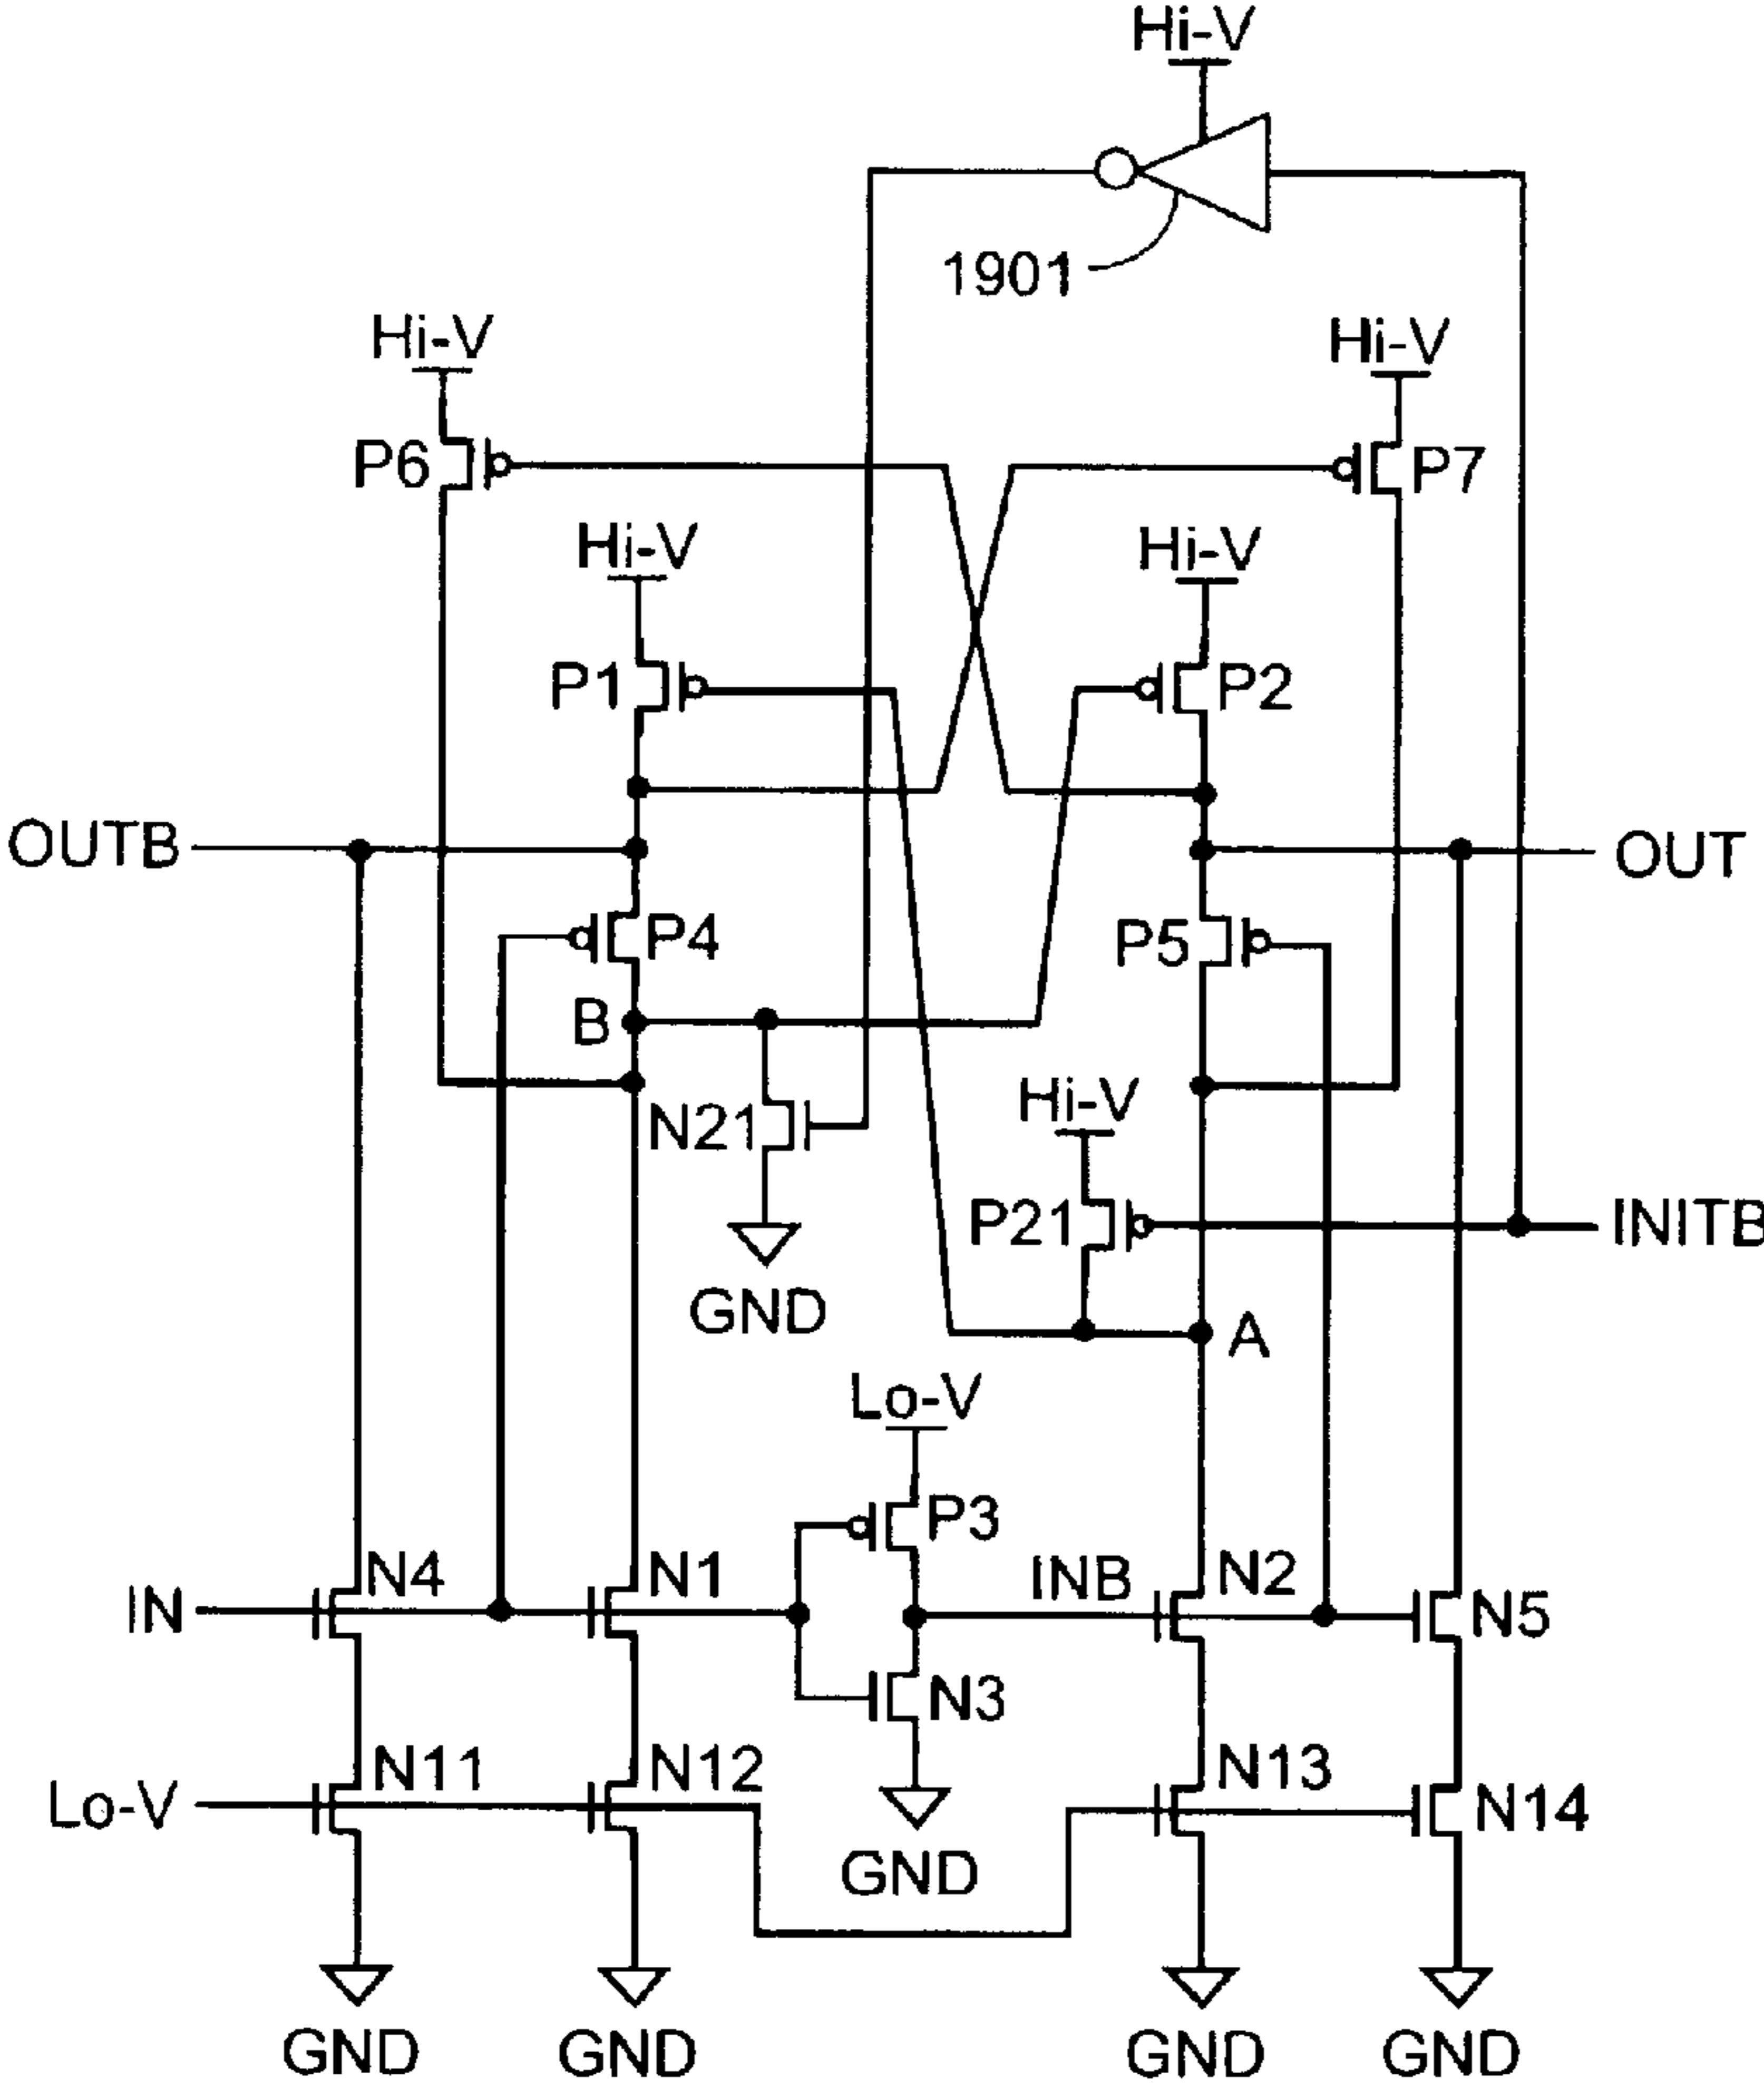 Hi-V
1901
Hi-V
Hi-V
P6
P7
Hi-V
Hi-V
P1
P2
OUTB
OUT
P4
P5
B
Hi-V
N21
P21
INITB
GND
A
Lo-V
P3
IN
N4
N1
INB
N2
N5
N3
Lo-V
N11
N12
N13
N14
GND
GND
GND
GND
GND